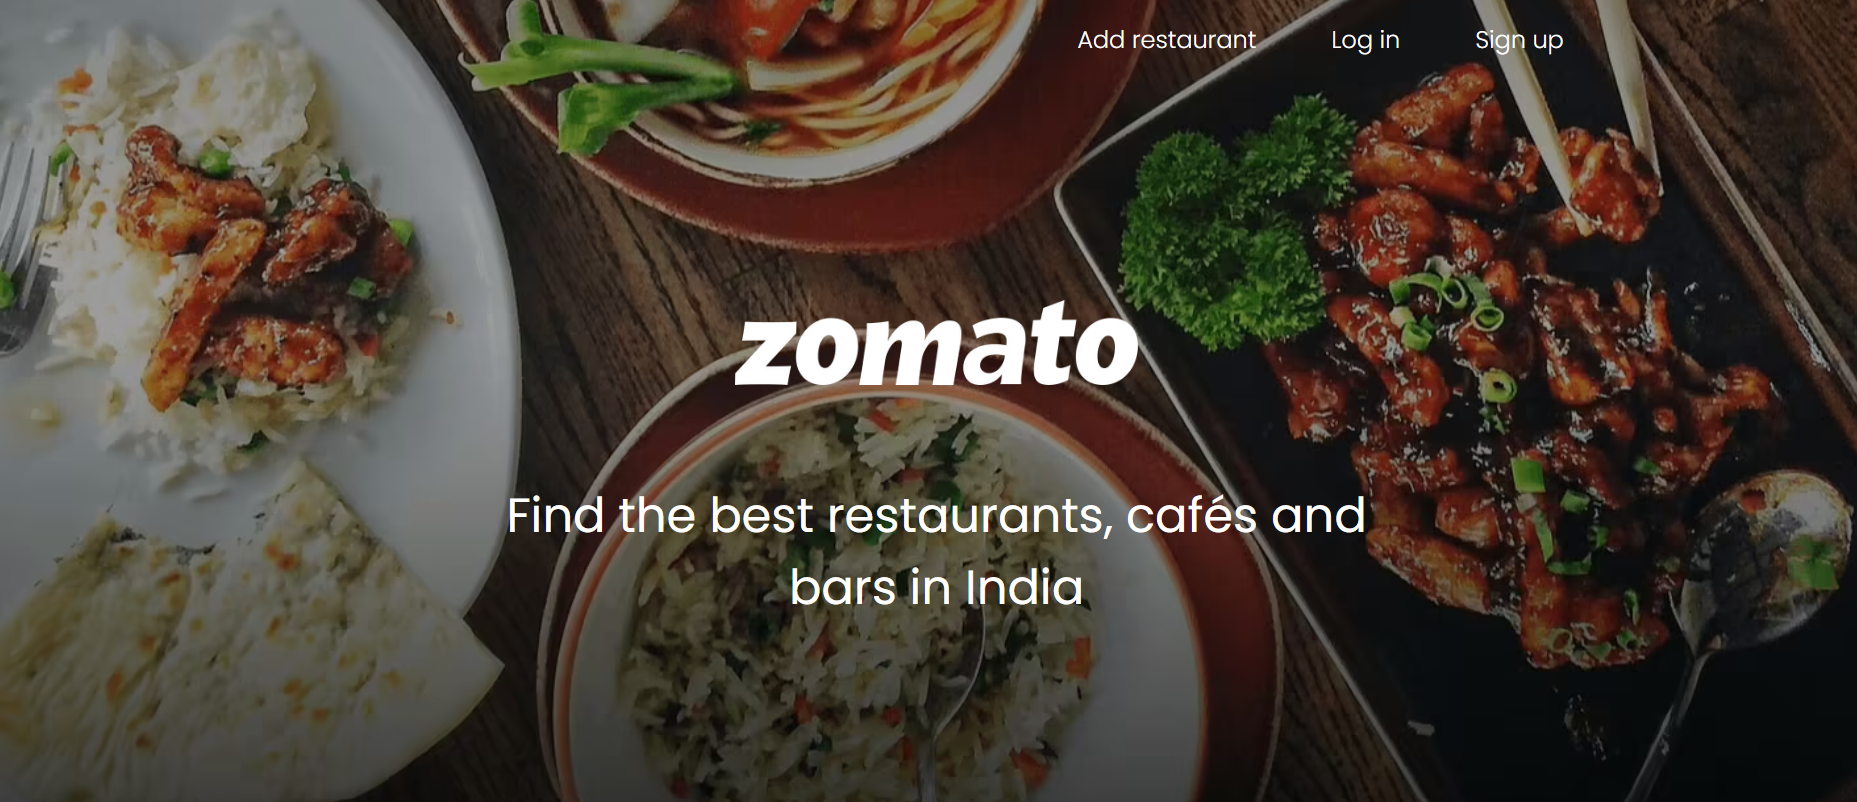 Add restaurant Log in Sign up
zomato
Find the best restaurants, cafés and
bars in India